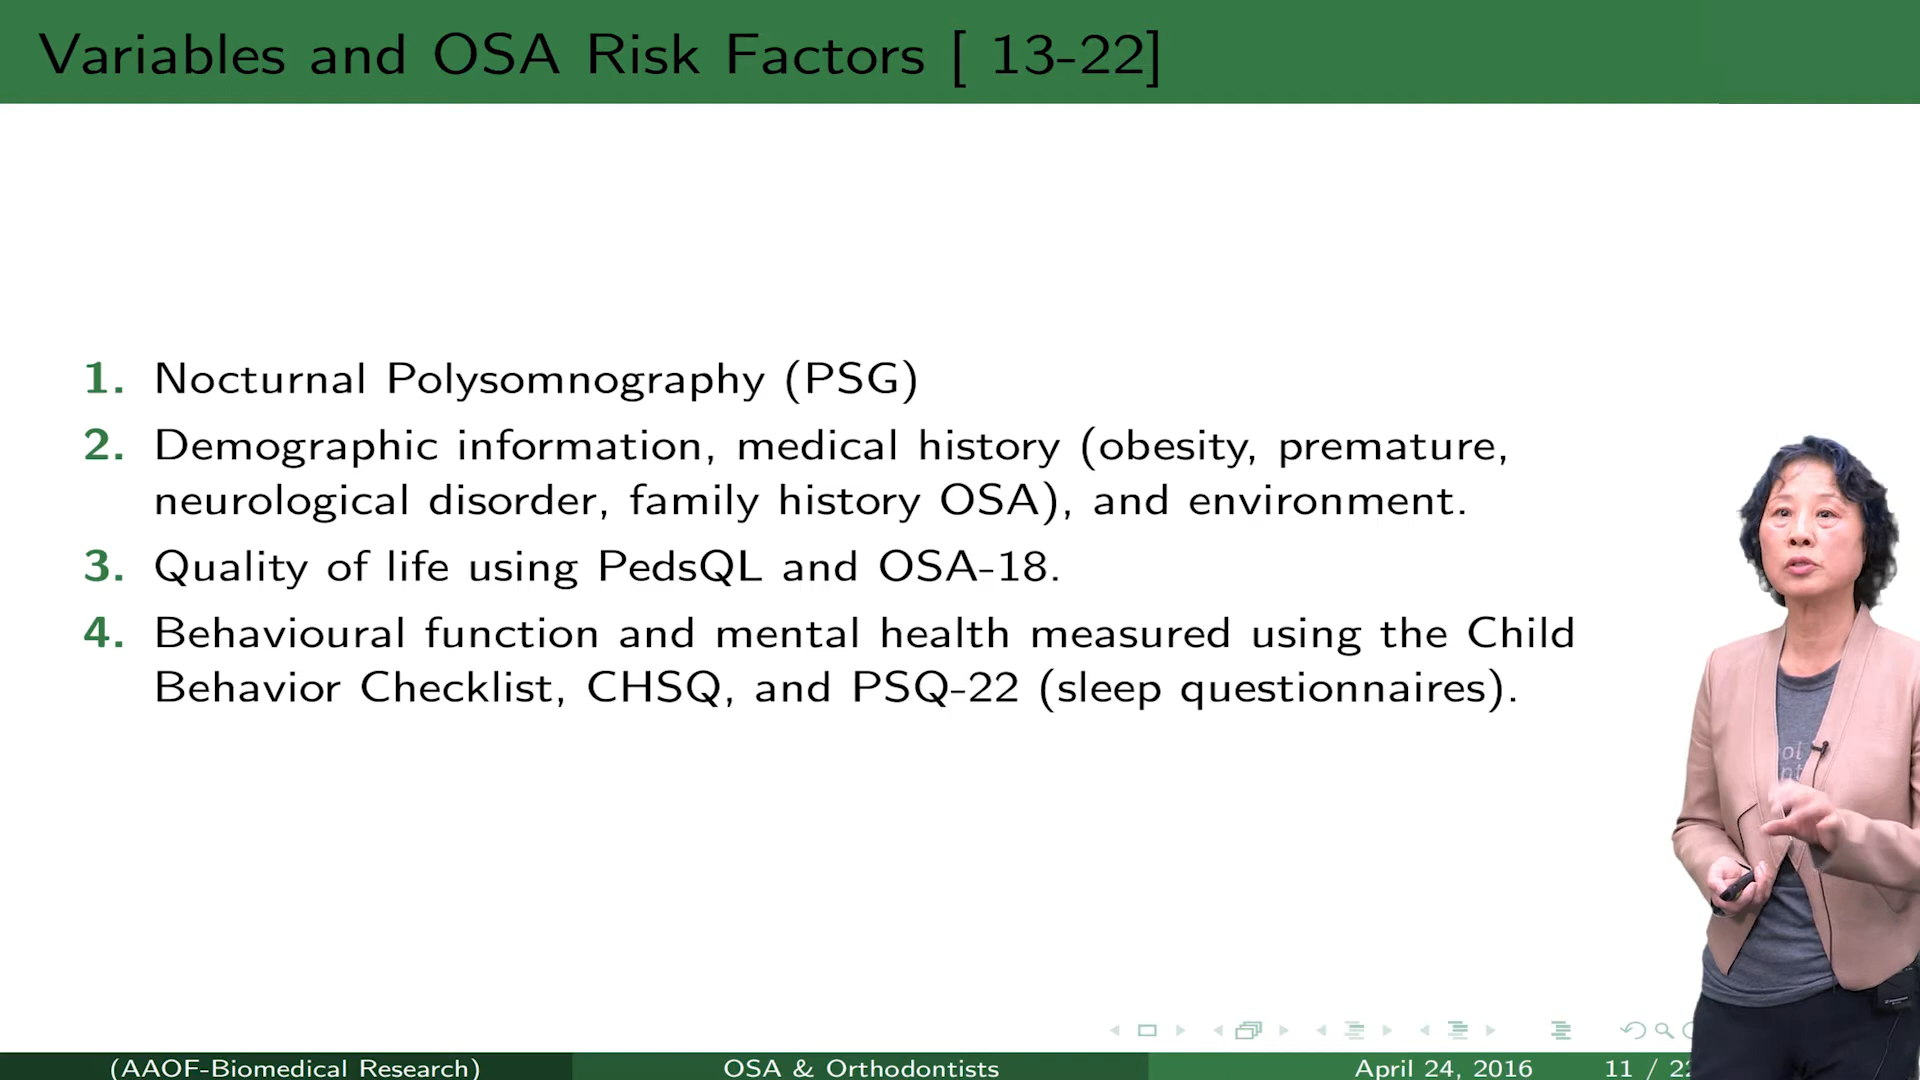 Variables and OSA Risk Factors [ 13-22]
1. Nocturnal Polysomnography (PSG)
2. Demographic information, medical history (obesity, premature,
neurological disorder, family history OSA), and environment.
3. Quality of life using PedsQL and OSA-18.
4. Behavioural function and mental health measured using the Child
Behavior Checklist, CHSQ, and PSQ-22 (sleep questionnaires).
(AAOF-Biomedical Research)
OSA & Orthodontists
April 24, 2016
11 / 22